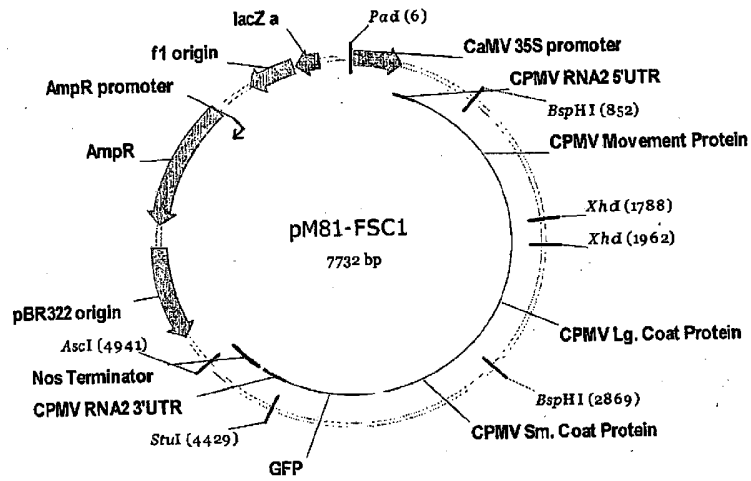 lacZ a
PacI (6)
f1 origin
CaMV 35S promoter
AmpR promoter
CPMV RNA2 5'UTR
BspHI (852)
AmpR
CPMV Movement Protein
XhoI (1788)
pM81-FSC1
XhoI (1962)
7732 bp
pBR322 origin
CPMV Lg. Coat Protein
AscI (4941)
Nos Terminator
BspHI (2869)
CPMV RNA2 3'UTR
CPMV Sm. Coat Protein
StuI (4429)
GFP